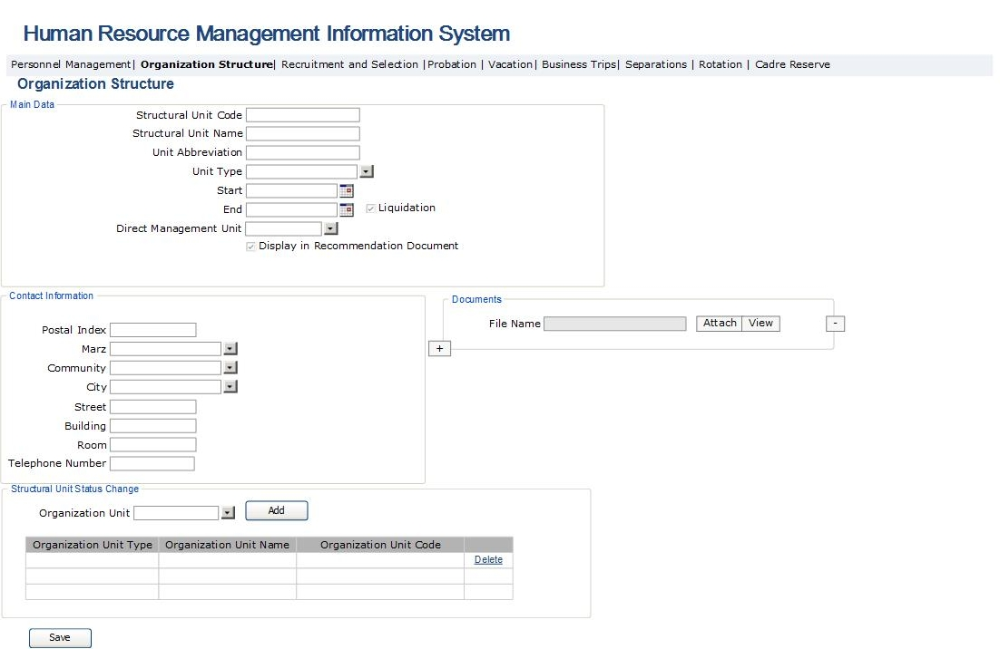 Human Resource Management Information System
Personnel Management| Organization Structure| Recruitment and Selection |Probation | Vacation| Business Trips| Separations | Rotation | Cadre Reserve
Organization Structure
Main Data
Structural Unit Code
Structural Unit Name
Unit Abbreviation
Unit Type
Start
End Liquidation
Direct Management Unit
Display in Recommendation Document
Contact Information
Postal Index
Marz
Community
City
Street
Building
Room
Telephone Number
Documents
File Name Attach View -
+
Structural Unit Status Change
Organization Unit Add
Organization Unit Type Organization Unit Name Organization Unit Code
Delete
Save